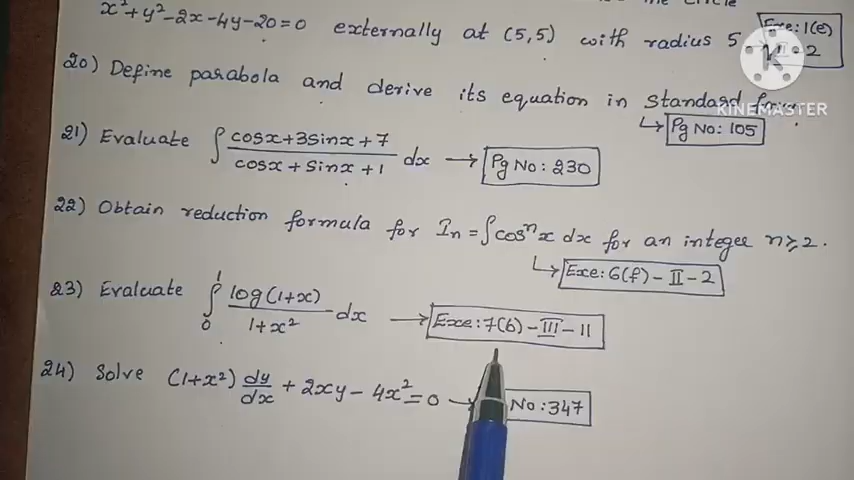 x²+y²-2x-4y-20=0 externally at (5,5) with radius 5
Exe: 1(e)
-2
20) Define parabola and derive its equation in standard form.
↳ Pg No: 105
KINEMASTER
21) Evaluate ∫ (cosx+3sinx+7)/(cosx+sinx+1) dx → Pg No: 230
22) Obtain reduction formula for In = ∫cosⁿx dx for an integer n≥2.
↳ Exe: 6(f)-II-2
23) Evaluate ∫₀¹ log(1+x)/(1+x²) dx → Exe: 7(b)-III-11
24) Solve (1+x²) dy/dx + 2xy - 4x² = 0 → No: 347